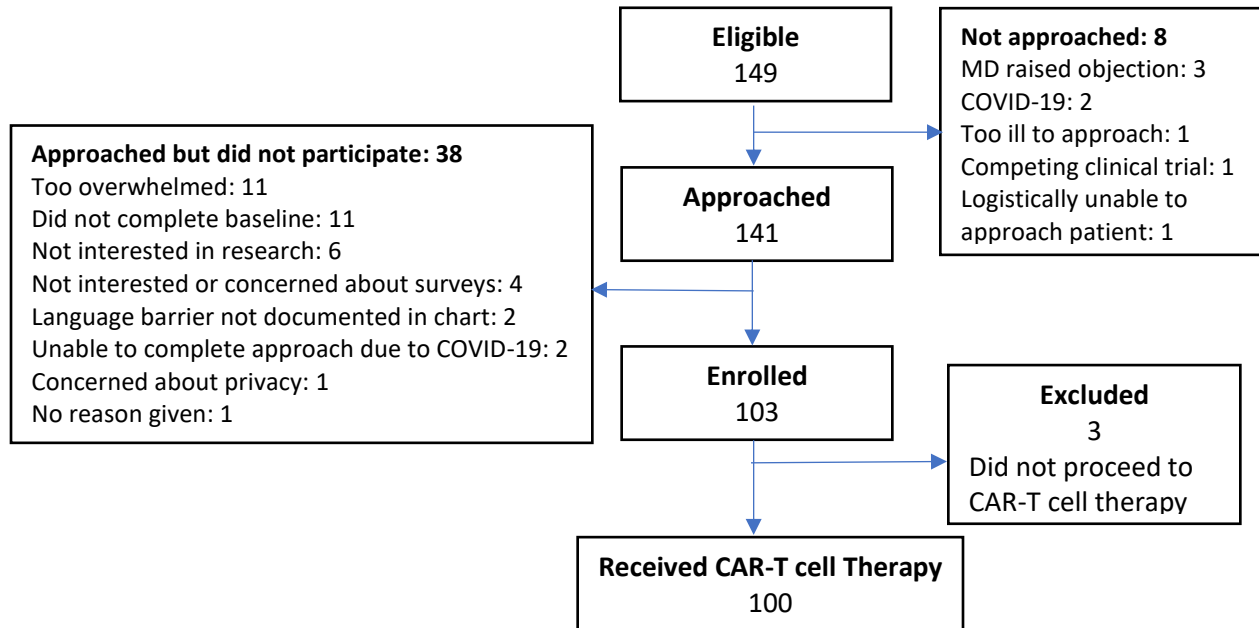 Eligible
149
Not approached: 8
MD raised objection: 3
COVID-19: 2
Too ill to approach: 1
Competing clinical trial: 1
Logistically unable to
approach patient: 1
Approached but did not participate: 38
Too overwhelmed: 11
Did not complete baseline: 11
Not interested in research: 6
Not interested or concerned about surveys: 4
Language barrier not documented in chart: 2
Unable to complete approach due to COVID-19: 2
Concerned about privacy: 1
No reason given: 1
Approached
141
Enrolled
103
Excluded
3
Did not proceed to
CAR-T cell therapy
Received CAR-T cell Therapy
100